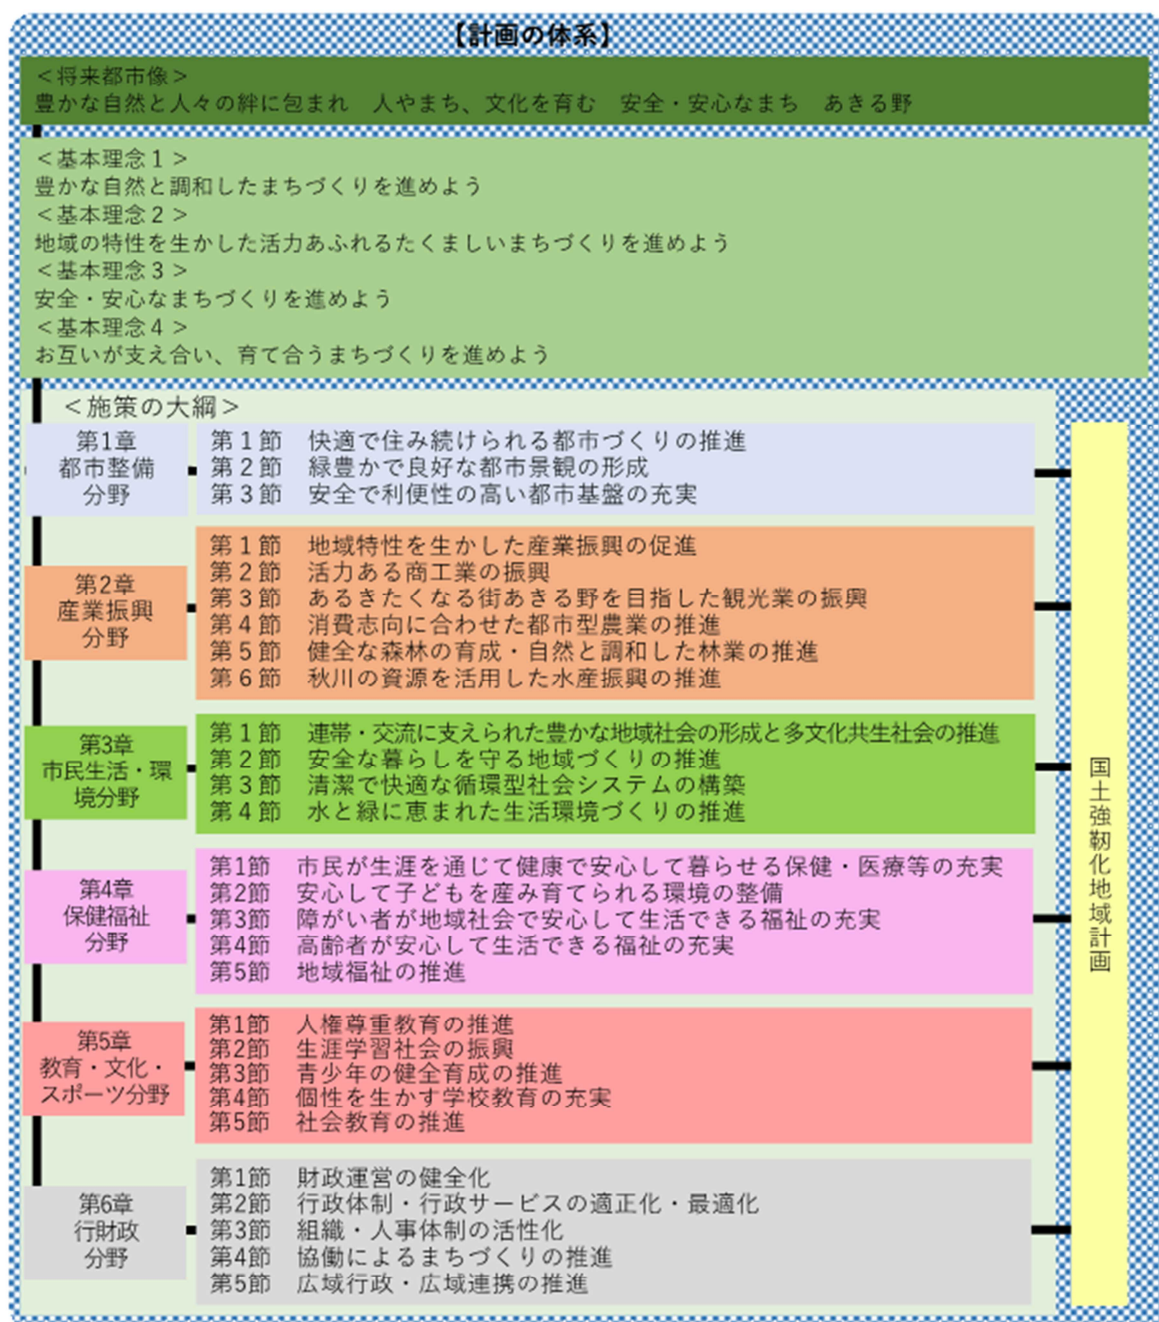 【計画の体系】
＜将来都市像＞
豊かな自然と人々の絆に包まれ　人やまち、文化を育む　安全・安心なまち　あきる野
＜基本理念１＞
豊かな自然と調和したまちづくりを進めよう
＜基本理念２＞
地域の特性を生かした活力あふれるたくましいまちづくりを進めよう
＜基本理念３＞
安全・安心なまちづくりを進めよう
＜基本理念４＞
お互いが支え合い、育て合うまちづくりを進めよう
＜施策の大綱＞
第1章
都市整備
分野
第１節　快適で住み続けられる都市づくりの推進
第２節　緑豊かで良好な都市景観の形成
第３節　安全で利便性の高い都市基盤の充実
第2章
産業振興
分野
第１節　地域特性を生かした産業振興の促進
第２節　活力ある商工業の振興
第３節　あるきたくなる街あきる野を目指した観光業の振興
第４節　消費志向に合わせた都市型農業の推進
第５節　健全な森林の育成・自然と調和した林業の推進
第６節　秋川の資源を活用した水産振興の推進
第3章
市民生活・環
境分野
第１節　連帯・交流に支えられた豊かな地域社会の形成と多文化共生社会の推進
第２節　安全な暮らしを守る地域づくりの推進
第３節　清潔で快適な循環型社会システムの構築
第４節　水と緑に恵まれた生活環境づくりの推進
第4章
保健福祉
分野
第1節　市民が生涯を通じて健康で安心して暮らせる保健・医療等の充実
第2節　安心して子どもを産み育てられる環境の整備
第3節　障がい者が地域社会で安心して生活できる福祉の充実
第4節　高齢者が安心して生活できる福祉の充実
第5節　地域福祉の推進
第5章
教育・文化・
スポーツ分野
第1節　人権尊重教育の推進
第2節　生涯学習社会の振興
第3節　青少年の健全育成の推進
第4節　個性を生かす学校教育の充実
第5節　社会教育の推進
第6章
行財政
分野
第1節　財政運営の健全化
第2節　行政体制・行政サービスの適正化・最適化
第3節　組織・人事体制の活性化
第4節　協働によるまちづくりの推進
第5節　広域行政・広域連携の推進
国土強靭化地域計画